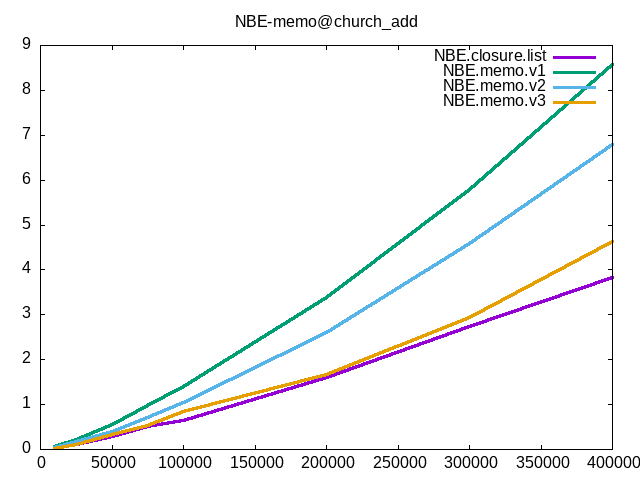 NBE-memo@church_add
NBE.closure.list
NBE.memo.v1
NBE.memo.v2
NBE.memo.v3
9
8
7
6
5
4
3
2
1
0
0 50000 100000 150000 200000 250000 300000 350000 400000